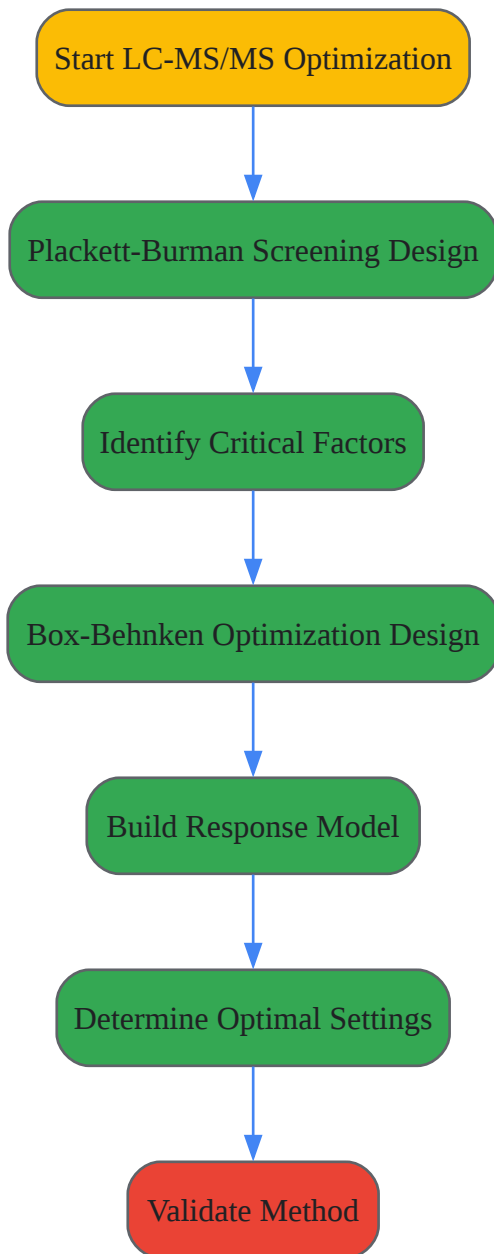 Start LC-MS/MS Optimization
Plackett-Burman Screening Design
Identify Critical Factors
Box-Behnken Optimization Design
Build Response Model
Determine Optimal Settings
Validate Method